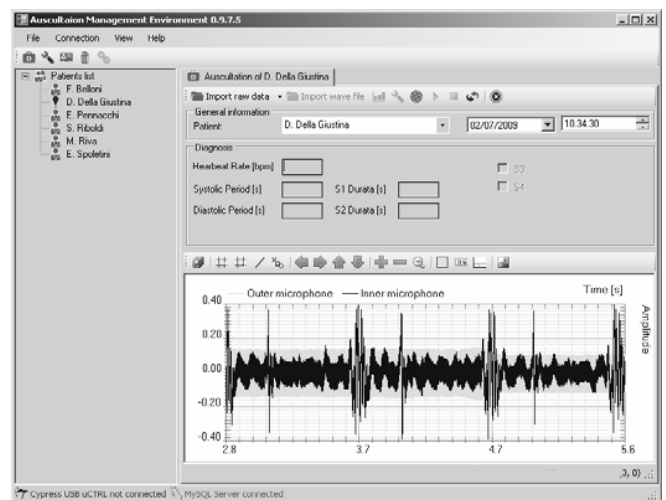 Auscultaion Management Environment 0.9.7.5
File Connection View Help
Patients list
F. Belloni
D. Della Giustina
E. Pennacchi
S. Riboldi
M. Riva
E. Spoletini
Auscultation of D. Della Giustina
Import raw data Import wave file
General information
Patient: D. Della Giustina 02/07/2009 10.34.30
Diagnosis
Hearbeat Rate [bpm] S3
Systolic Period [s] S1 Durata [s] S4
Diastolic Period [s] S2 Durata [s]
Outer microphone Inner microphone Time [s]
Amplitude
0.40
0.20
0.00
-0.20
-0.40
2.8 3.7 4.7 5.6
,3, 0)
Cypress USB uCTRL not connected MySQL Server connected